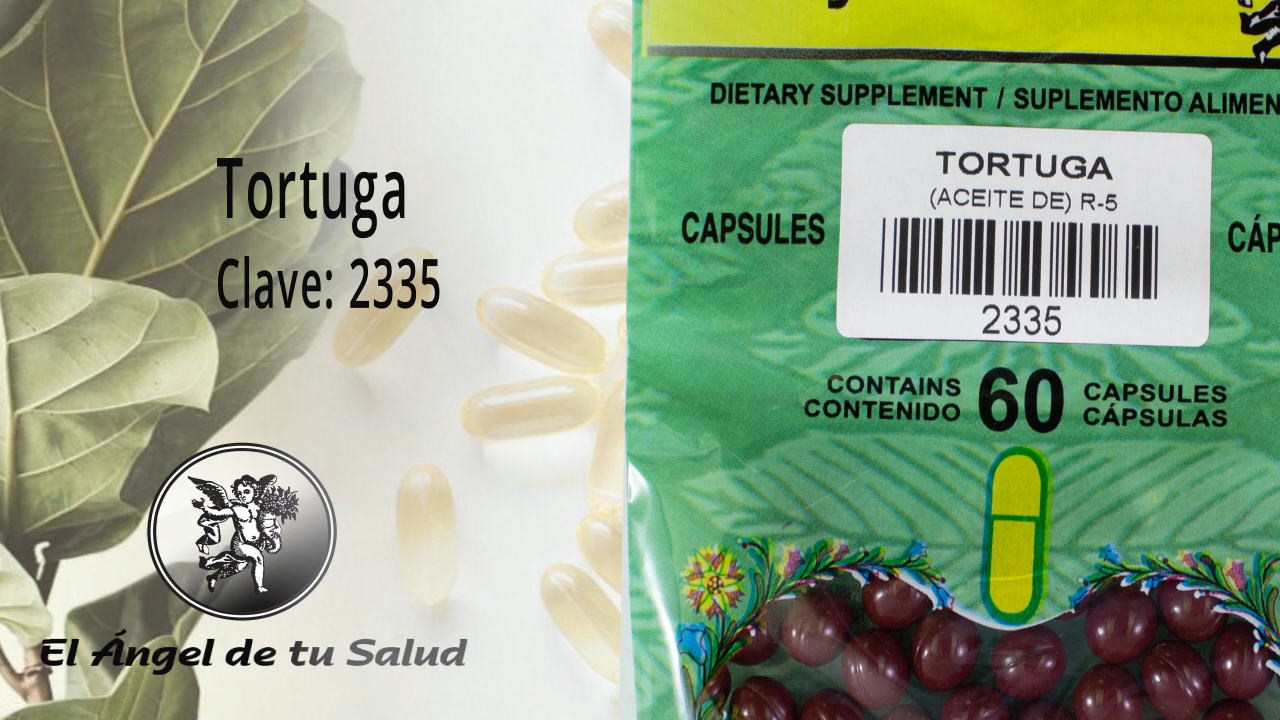 Tortuga
Clave: 2335
El Ángel de tu Salud
DIETARY SUPPLEMENT / SUPLEMENTO ALIMEN
TORTUGA
(ACEITE DE) R-5
CAPSULES
CÁP
2335
CONTAINS 60 CAPSULES
CONTENIDO CÁPSULAS